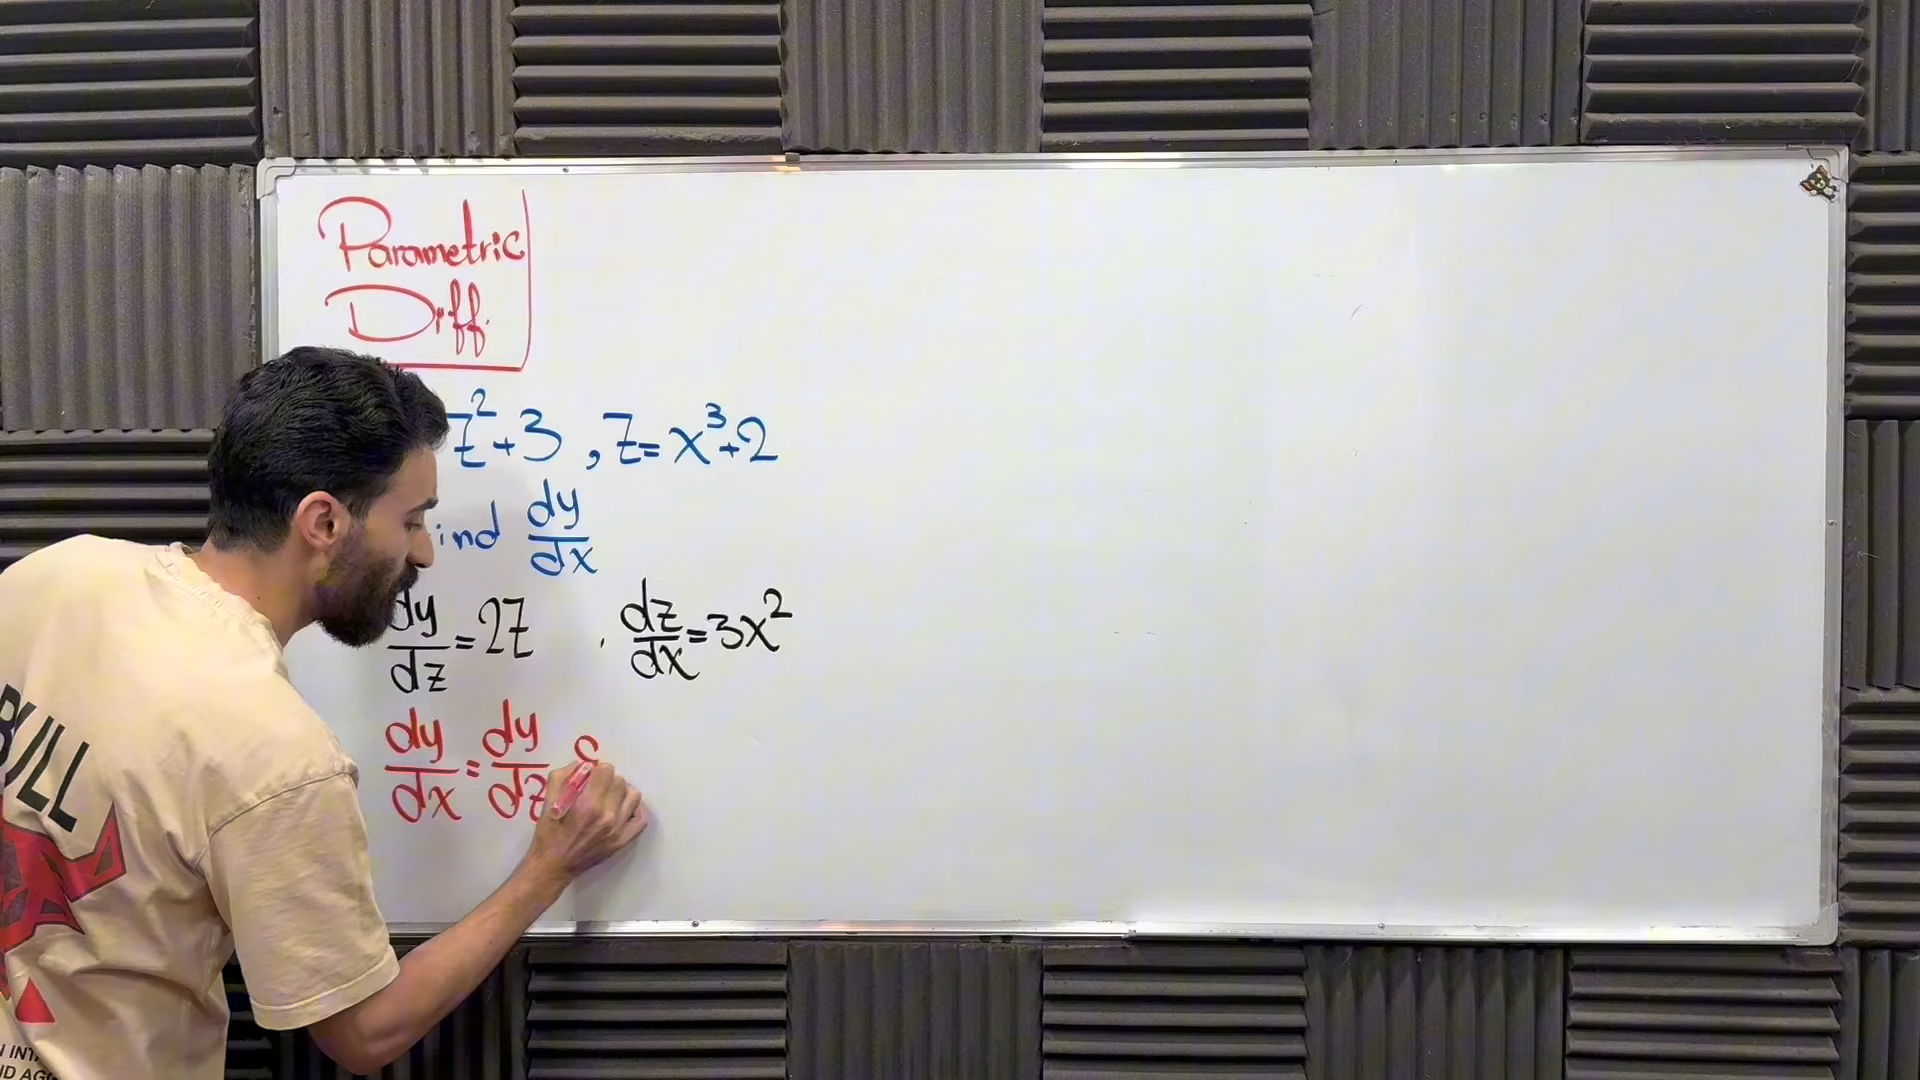 Parametric
Diff.
z²+3 , z=x³+2
ind dy/dx
dy/dz=2z , dz/dx=3x²
dy/dx=dy/dz
BULL